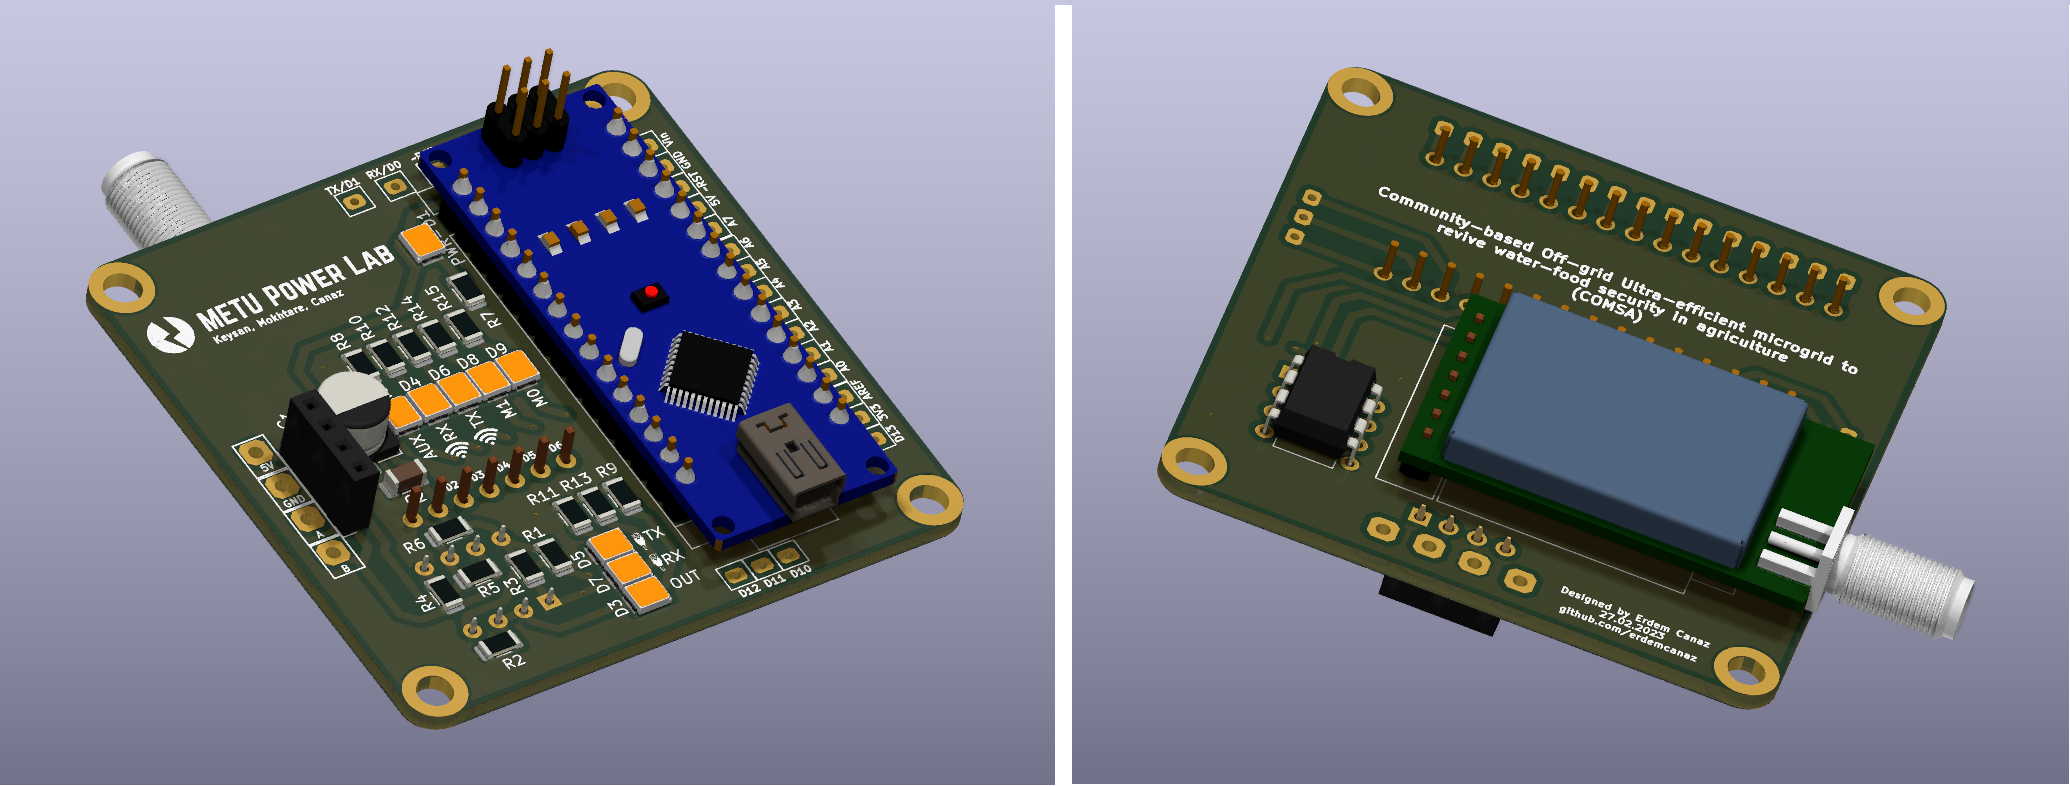 TX/D1
RX/D0
METU POWER LAB
Keysan, Mokhtare, Canaz
R15
R14
R12
R10
R8
R7
D4
D6
D8
D9
AUX
RX
TX
M1
M0
5V
GND
A
B
R6
R4
R5
R3
R1
R2
R11
R13
R9
D5
D7
D3
TX
RX
OUT
D12
D11
D10
Vin
GND
-RST
5V
A7
A6
A5
A4
A3
A2
A1
A0
AREF
3V3
D13
Community-based Off-grid Ultra-efficient microgrid to
revive water-food security in agriculture
(COMSA)
Designed by Erdem Canaz
27.02.2023
github.com/erdemcanaz